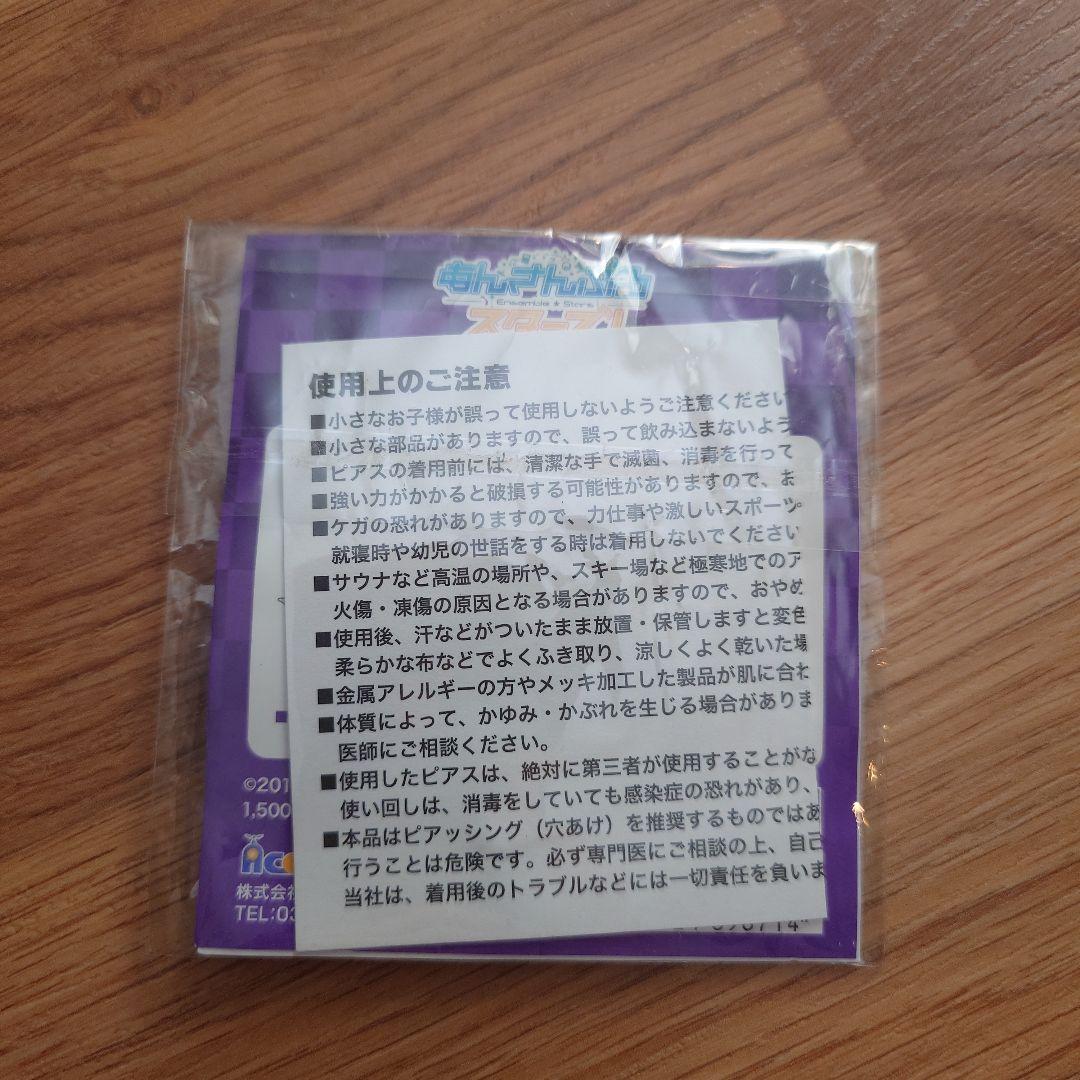 あんさんぶる
Ensemble★Stars
スターズ!
使用上のご注意
■小さなお子様が誤って使用しないようご注意ください
■小さな部品がありますので、誤って飲み込まないよう
■ピアスの着用前には、清潔な手で滅菌、消毒を行って
■強い力がかかると破損する可能性がありますので、お
■ケガの恐れがありますので、力仕事や激しいスポーツ
就寝時や幼児の世話をする時は着用しないでください
■サウナなど高温の場所や、スキー場など極寒地でのア
火傷・凍傷の原因となる場合がありますので、おやめ
■使用後、汗などがついたまま放置・保管しますと変色
柔らかな布などでよくふき取り、涼しくよく乾いた場
■金属アレルギーの方やメッキ加工した製品が肌に合わ
■体質によって、かゆみ・かぶれを生じる場合がありま
医師にご相談ください。
■使用したピアスは、絶対に第三者が使用することがな
使い回しは、消毒をしていても感染症の恐れがあり、
■本品はピアッシング(穴あけ)を推奨するものではあ
行うことは危険です。必ず専門医にご相談の上、自己
当社は、着用後のトラブルなどには一切責任を負いま
©201
1,500
株式会
TEL:03